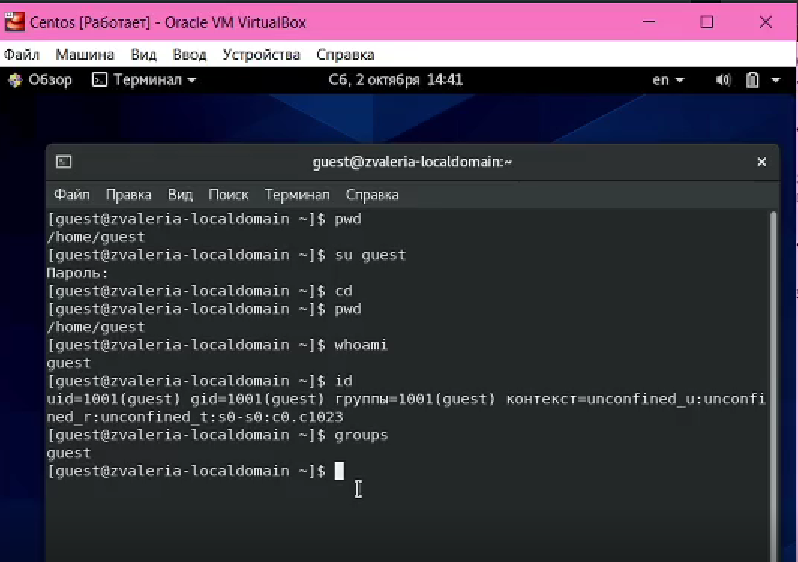 Centos [Работает] - Oracle VM VirtualBox
Файл Машина Вид Ввод Устройства Справка
Обзор Терминал Сб, 2 октября 14:41 en
guest@zvaleria-localdomain:~
Файл Правка Вид Поиск Терминал Справка
[guest@zvaleria-localdomain ~]$ pwd
/home/guest
[guest@zvaleria-localdomain ~]$ su guest
Пароль:
[guest@zvaleria-localdomain ~]$ cd
[guest@zvaleria-localdomain ~]$ pwd
/home/guest
[guest@zvaleria-localdomain ~]$ whoami
guest
[guest@zvaleria-localdomain ~]$ id
uid=1001(guest) gid=1001(guest) группы=1001(guest) контекст=unconfined_u:unconfi
ned_r:unconfined_t:s0-s0:c0.c1023
[guest@zvaleria-localdomain ~]$ groups
guest
[guest@zvaleria-localdomain ~]$